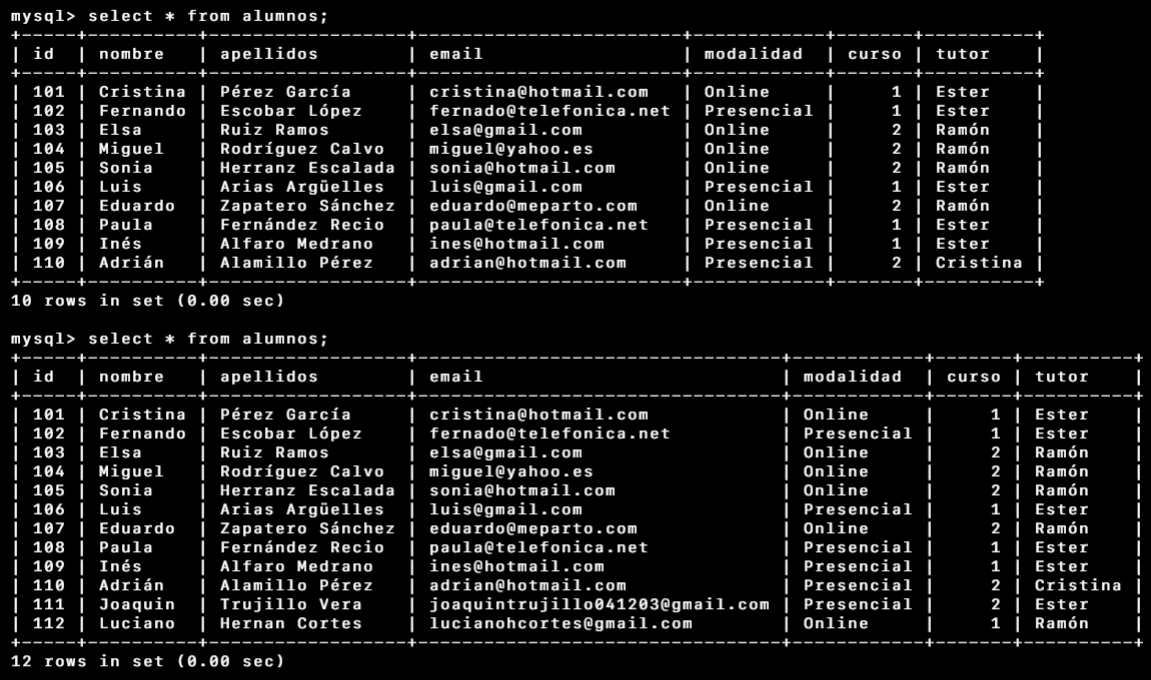 mysql> select * from alumnos;
+-----+-----------+------------------+------------------------+------------+-------+----------+
| id  | nombre    | apellidos        | email                  | modalidad  | curso | tutor    |
+-----+-----------+------------------+------------------------+------------+-------+----------+
| 101 | Cristina | Pérez García     | cristina@hotmail.com   | Online     |     1 | Ester    |
| 102 | Fernando | Escobar López    | fernado@telefonica.net | Presencial |     1 | Ester    |
| 103 | Elsa     | Ruiz Ramos       | elsa@gmail.com         | Online     |     2 | Ramón    |
| 104 | Miguel   | Rodríguez Calvo  | miguel@yahoo.es        | Online     |     2 | Ramón    |
| 105 | Sonia    | Herranz Escalada | sonia@hotmail.com      | Online     |     2 | Ramón    |
| 106 | Luis     | Arias Argüelles  | luis@gmail.com         | Presencial |     1 | Ester    |
| 107 | Eduardo  | Zapatero Sánchez | eduardo@meparto.com    | Online     |     2 | Ramón    |
| 108 | Paula    | Fernández Recio  | paula@telefonica.net   | Presencial |     1 | Ester    |
| 109 | Inés     | Alfaro Medrano   | ines@hotmail.com       | Presencial |     1 | Ester    |
| 110 | Adrián   | Alamillo Pérez   | adrian@hotmail.com     | Presencial |     2 | Cristina |
+-----+----------+------------------+------------------------+------------+-------+----------+
10 rows in set (0.00 sec)
mysql> select * from alumnos;
+-----+----------+------------------+---------------------------------+------------+-------+----------+
| id  | nombre   | apellidos        | email                           | modalidad  | curso | tutor    |
+-----+----------+------------------+---------------------------------+------------+-------+----------+
| 101 | Cristina | Pérez García     | cristina@hotmail.com            | Online     |     1 | Ester    |
| 102 | Fernando | Escobar López    | fernado@telefonica.net          | Presencial |     1 | Ester    |
| 103 | Elsa     | Ruiz Ramos       | elsa@gmail.com                  | Online     |     2 | Ramón    |
| 104 | Miguel   | Rodríguez Calvo  | miguel@yahoo.es                 | Online     |     2 | Ramón    |
| 105 | Sonia    | Herranz Escalada | sonia@hotmail.com               | Online     |     2 | Ramón    |
| 106 | Luis     | Arias Argüelles  | luis@gmail.com                  | Presencial |     1 | Ester    |
| 107 | Eduardo  | Zapatero Sánchez | eduardo@meparto.com             | Online     |     2 | Ramón    |
| 108 | Paula    | Fernández Recio  | paula@telefonica.net            | Presencial |     1 | Ester    |
| 109 | Inés     | Alfaro Medrano   | ines@hotmail.com                | Presencial |     1 | Ester    |
| 110 | Adrián   | Alamillo Pérez   | adrian@hotmail.com              | Presencial |     2 | Cristina |
| 111 | Joaquin  | Trujillo Vera    | joaquintrujillo041203@gmail.com | Presencial |     2 | Ester    |
| 112 | Luciano  | Hernan Cortes    | lucianohcortes@gmail.com        | Online     |     1 | Ramón    |
+-----+----------+------------------+---------------------------------+------------+-------+----------+
12 rows in set (0.00 sec)